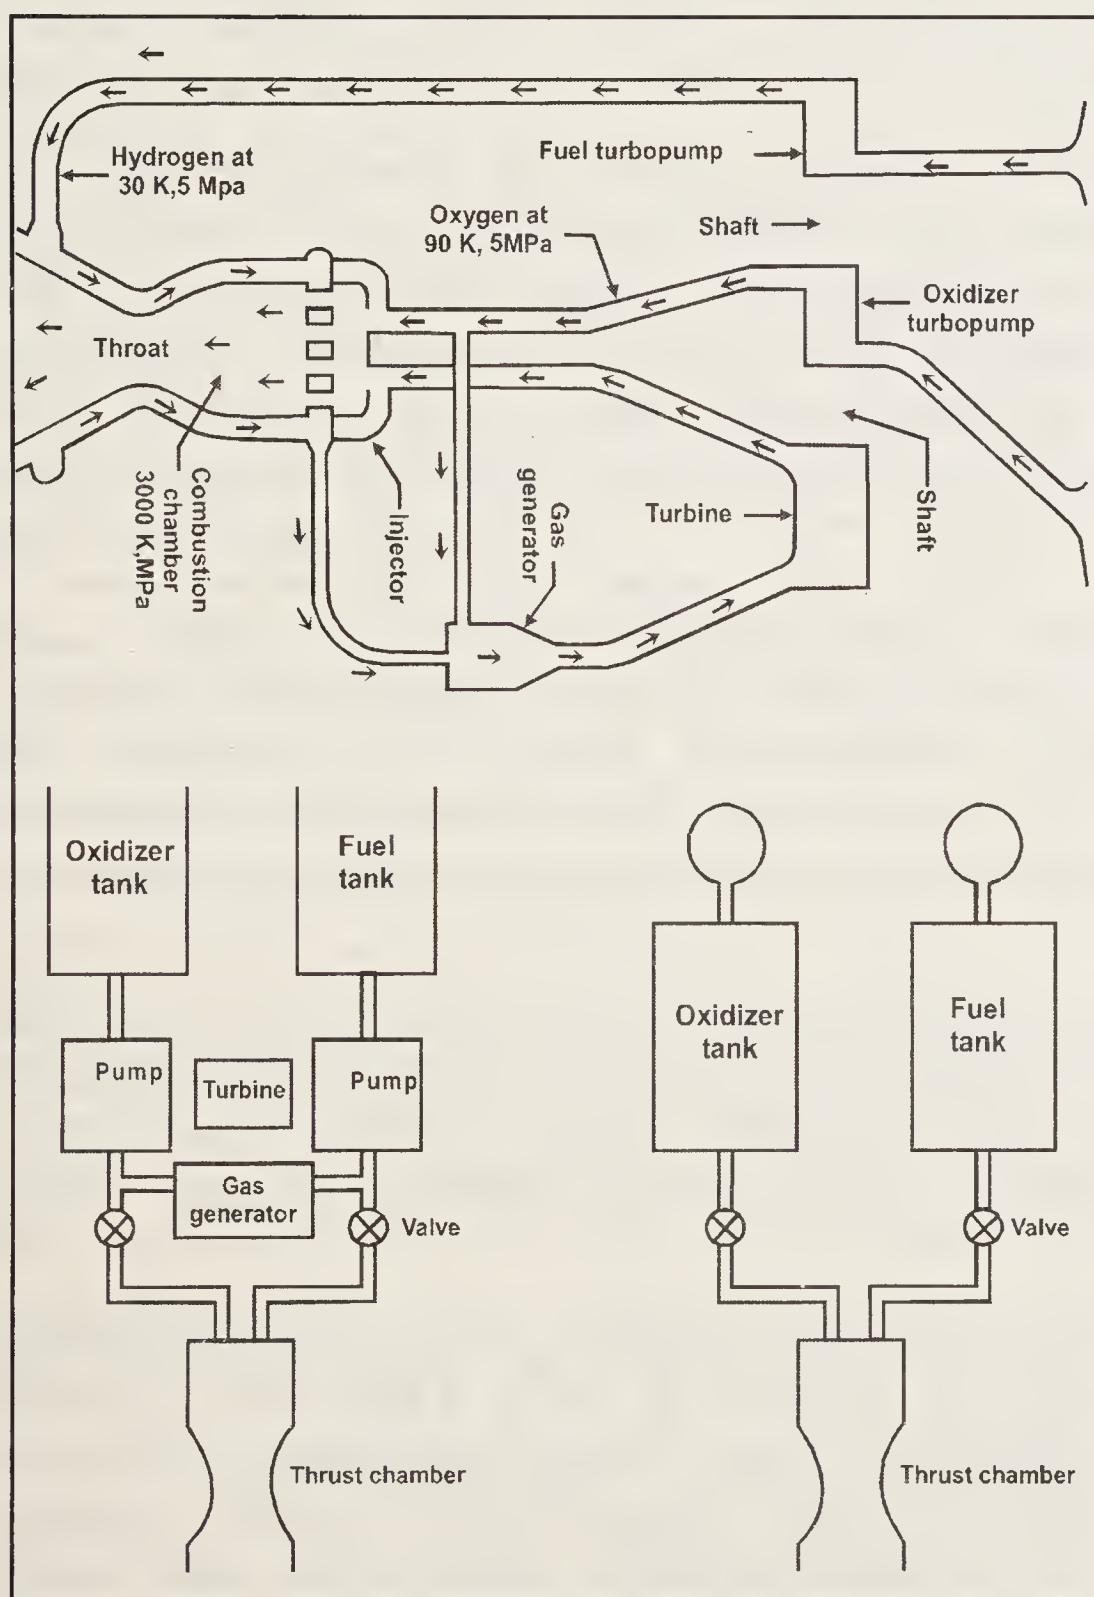 Hydrogen at
30 K,5 Mpa
Fuel turbopump
Oxygen at
90 K, 5MPa
Shaft
Oxidizer
turbopump
Throat
Combustion
chamber
3000 K,MPa
Injector
Gas
generator
Turbine
Shaft
Oxidizer
tank
Fuel
tank
Pump
Turbine
Pump
Gas
generator
Valve
Thrust chamber
Oxidizer
tank
Fuel
tank
Valve
Thrust chamber